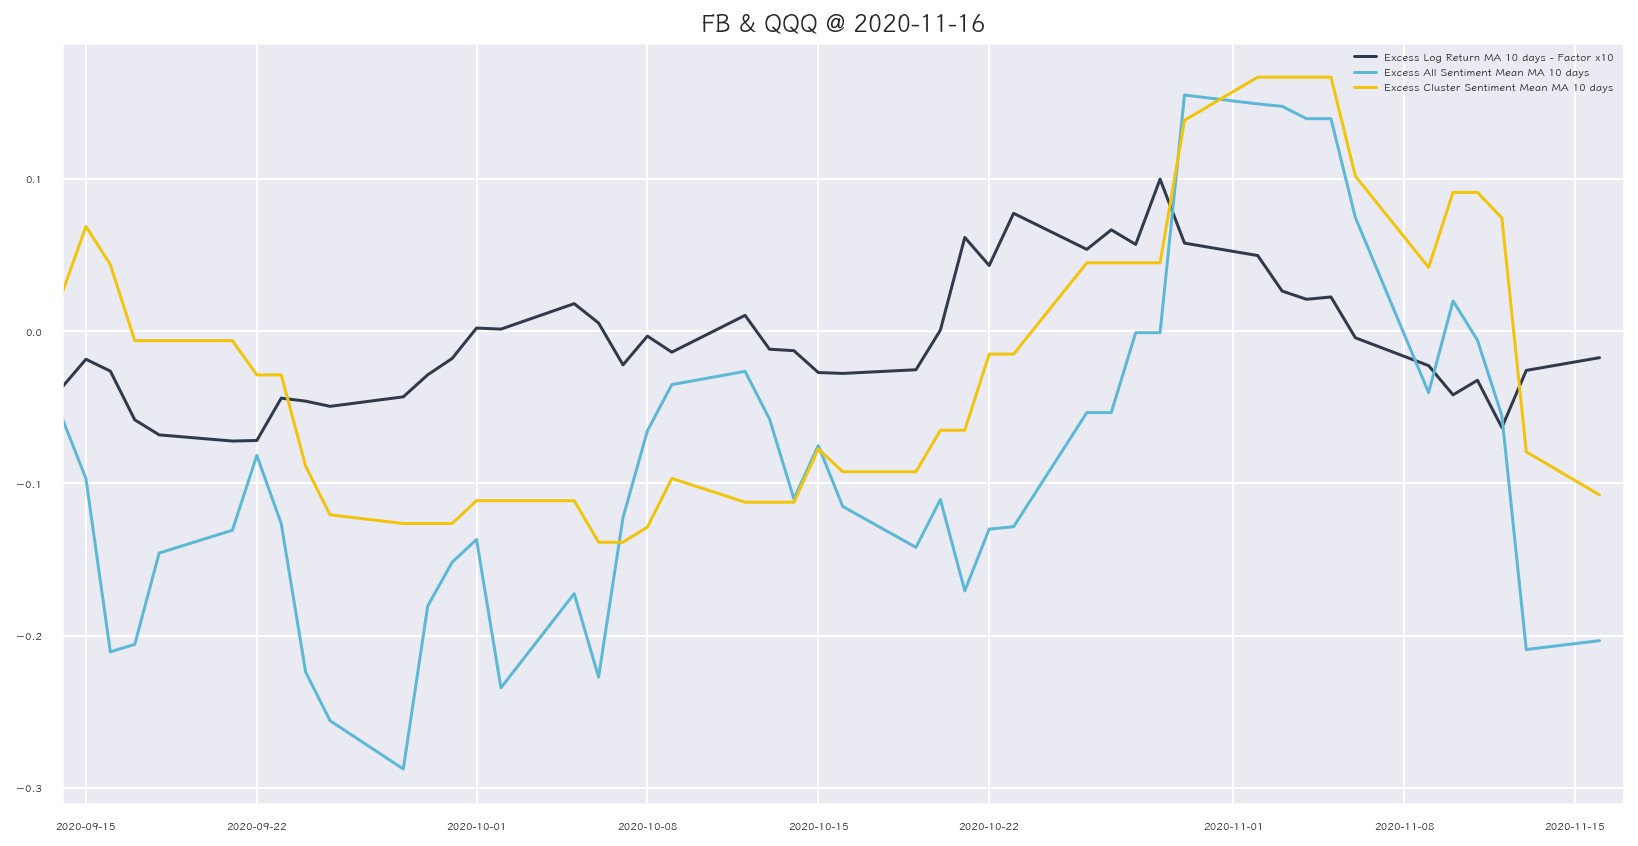 FB & QQQ @ 2020-11-16
Excess Log Return MA 10 days - Factor x10
Excess All Sentiment Mean MA 10 days
Excess Cluster Sentiment Mean MA 10 days
0.1
0.0
−0.1
−0.2
−0.3
2020-09-15 2020-09-22 2020-10-01 2020-10-08 2020-10-15 2020-10-22 2020-11-01 2020-11-08 2020-11-15